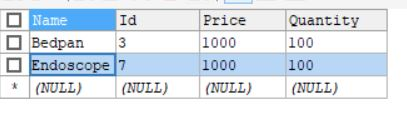 Name Id Price Quantity
Bedpan 3 1000 100
Endoscope 7 1000 100
* (NULL) (NULL) (NULL) (NULL)